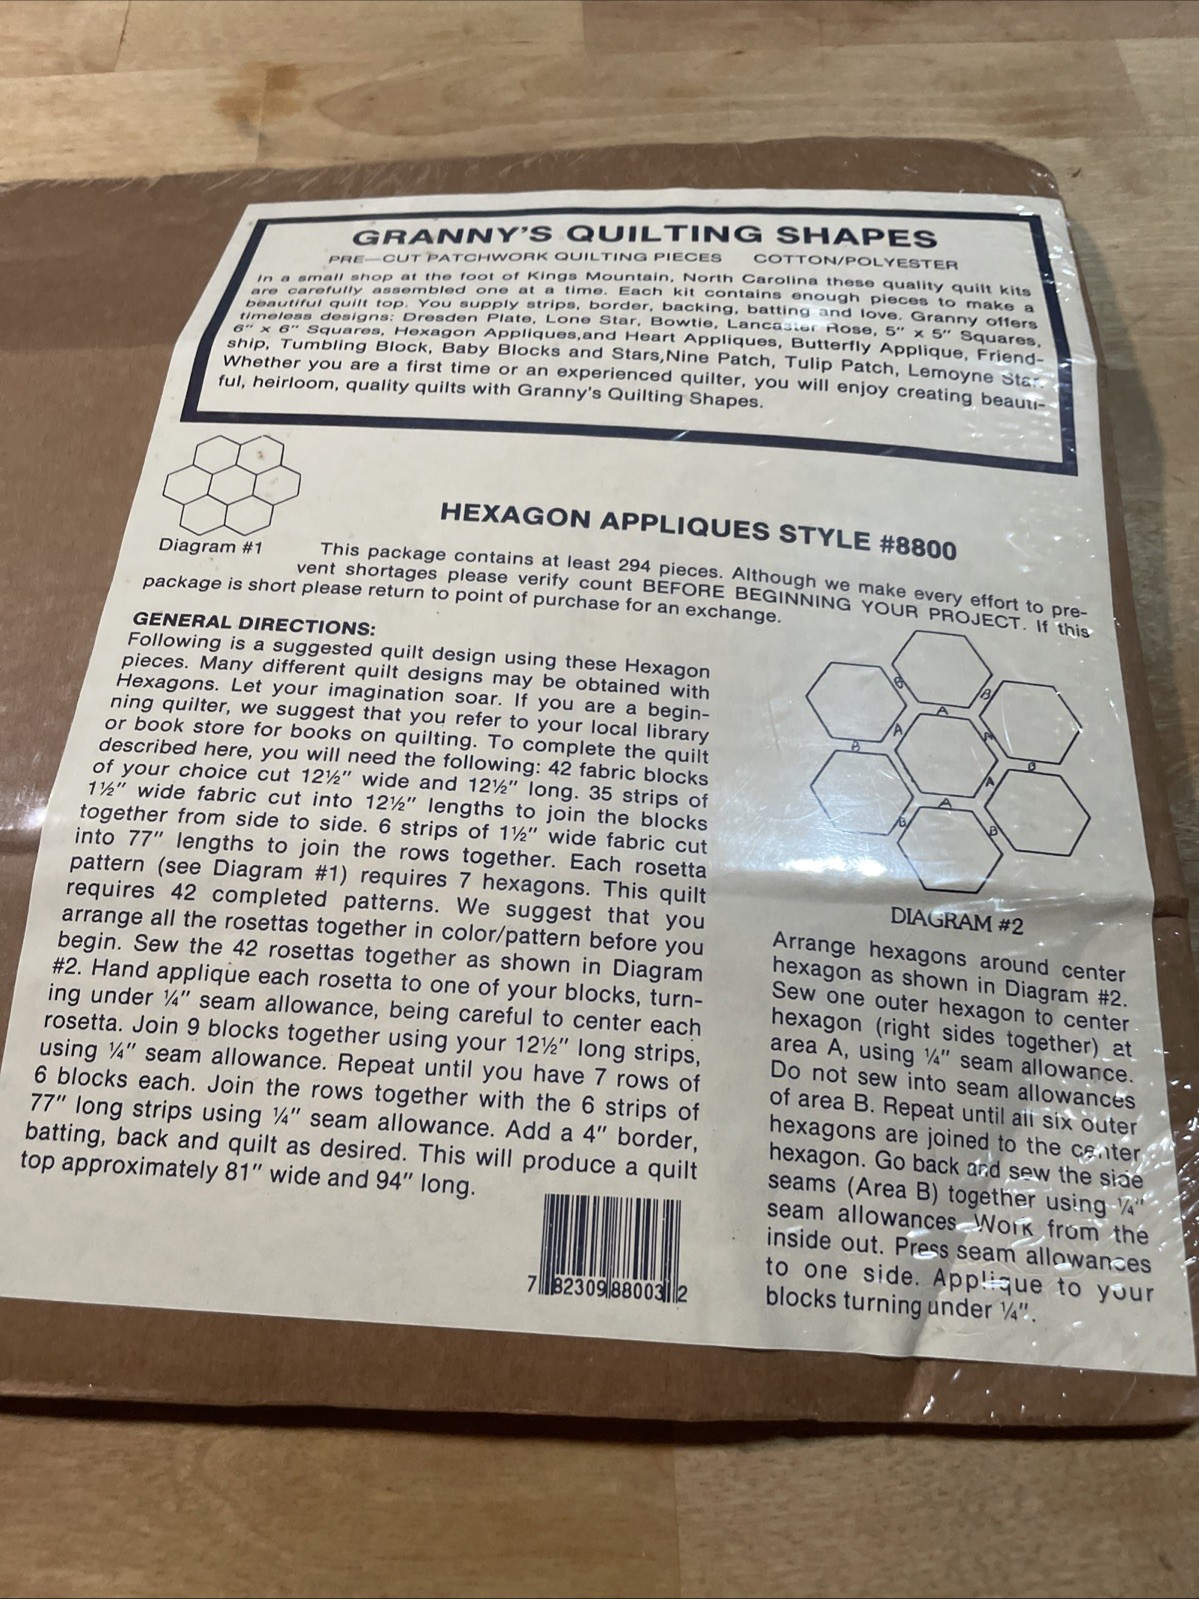 GRANNY'S QUILTING SHAPES
PRE—CUT PATCHWORK QUILTING PIECES COTTON/POLYESTER
In a small shop at the foot of Kings Mountain, North Carolina these quality quilt kits
are carefully assembled one at a time. Each kit contains enough pieces to make a
beautiful quilt top. You supply strips, border, backing, batting and love. Granny offers
timeless designs: Dresden Plate, Lone Star, Bowtie, Lancaster Rose, 5" x 5" Squares,
6" x 6" Squares, Hexagon Appliques,and Heart Appliques, Butterfly Applique, Friend-
ship, Tumbling Block, Baby Blocks and Stars,Nine Patch, Tulip Patch, Lemoyne Star.
Whether you are a first time or an experienced quilter, you will enjoy creating beauti-
ful, heirloom, quality quilts with Granny's Quilting Shapes.
Diagram #1
HEXAGON APPLIQUES STYLE #8800
This package contains at least 294 pieces. Although we make every effort to pre-
vent shortages please verify count BEFORE BEGINNING YOUR PROJECT. If this
package is short please return to point of purchase for an exchange.
GENERAL DIRECTIONS:
Following is a suggested quilt design using these Hexagon
pieces. Many different quilt designs may be obtained with
Hexagons. Let your imagination soar. If you are a begin-
ning quilter, we suggest that you refer to your local library
or book store for books on quilting. To complete the quilt
described here, you will need the following: 42 fabric blocks
of your choice cut 12½" wide and 12½" long. 35 strips of
1½" wide fabric cut into 12½" lengths to join the blocks
together from side to side. 6 strips of 1½" wide fabric cut
into 77" lengths to join the rows together. Each rosetta
pattern (see Diagram #1) requires 7 hexagons. This quilt
requires 42 completed patterns. We suggest that you
arrange all the rosettas together in color/pattern before you
begin. Sew the 42 rosettas together as shown in Diagram
#2. Hand applique each rosetta to one of your blocks, turn-
ing under ¼" seam allowance, being careful to center each
rosetta. Join 9 blocks together using your 12½" long strips,
using ¼" seam allowance. Repeat until you have 7 rows of
6 blocks each. Join the rows together with the 6 strips of
77" long strips using ¼" seam allowance. Add a 4" border,
batting, back and quilt as desired. This will produce a quilt
top approximately 81" wide and 94" long.
7 82309 88003 2
B B
A
A A
B B
A
A
B B
DIAGRAM #2
Arrange hexagons around center
hexagon as shown in Diagram #2.
Sew one outer hexagon to center
hexagon (right sides together) at
area A, using ¼" seam allowance.
Do not sew into seam allowances
of area B. Repeat until all six outer
hexagons are joined to the center
hexagon. Go back and sew the side
seams (Area B) together using ¼"
seam allowances. Work from the
inside out. Press seam allowances
to one side. Applique to your
blocks turning under ¼".